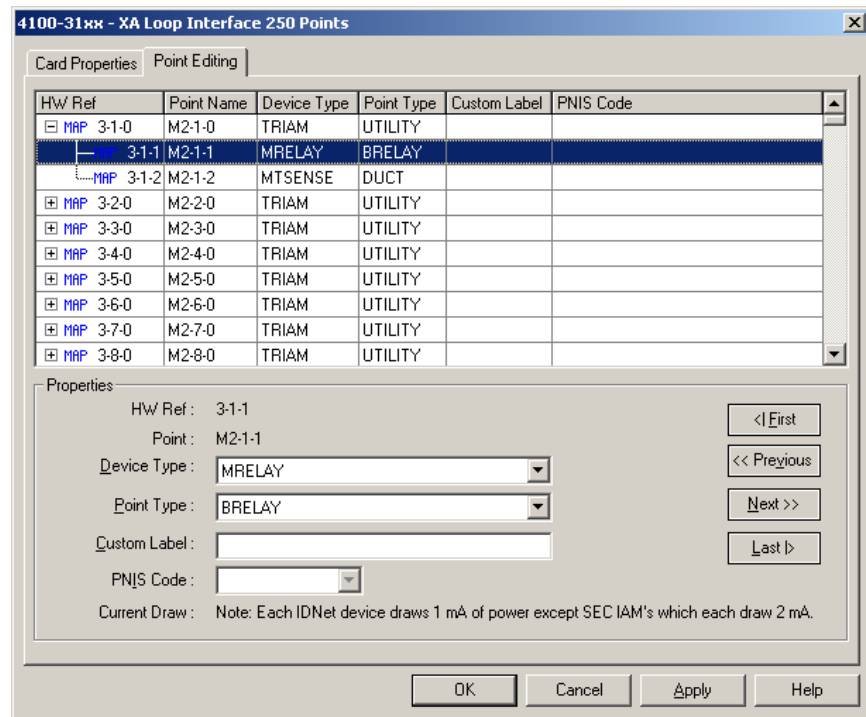 4100-31xx - XA Loop Interface 250 Points
Card Properties Point Editing
HW Ref Point Name Device Type Point Type Custom Label PNIS Code
MAP 3-1-0 M2-1-0 TRIAM UTILITY
MAP 3-1-1 M2-1-1 MRELAY BRELAY
MAP 3-1-2 M2-1-2 MTSENSE DUCT
MAP 3-2-0 M2-2-0 TRIAM UTILITY
MAP 3-3-0 M2-3-0 TRIAM UTILITY
MAP 3-4-0 M2-4-0 TRIAM UTILITY
MAP 3-5-0 M2-5-0 TRIAM UTILITY
MAP 3-6-0 M2-6-0 TRIAM UTILITY
MAP 3-7-0 M2-7-0 TRIAM UTILITY
MAP 3-8-0 M2-8-0 TRIAM UTILITY
Properties
HW Ref : 3-1-1
<| First
Point : M2-1-1
Device Type : MRELAY
<< Previous
Point Type : BRELAY
Next >>
Custom Label :
Last |>
PNIS Code :
Current Draw : Note: Each IDNet device draws 1 mA of power except SEC IAM's which each draw 2 mA.
OK Cancel Apply Help